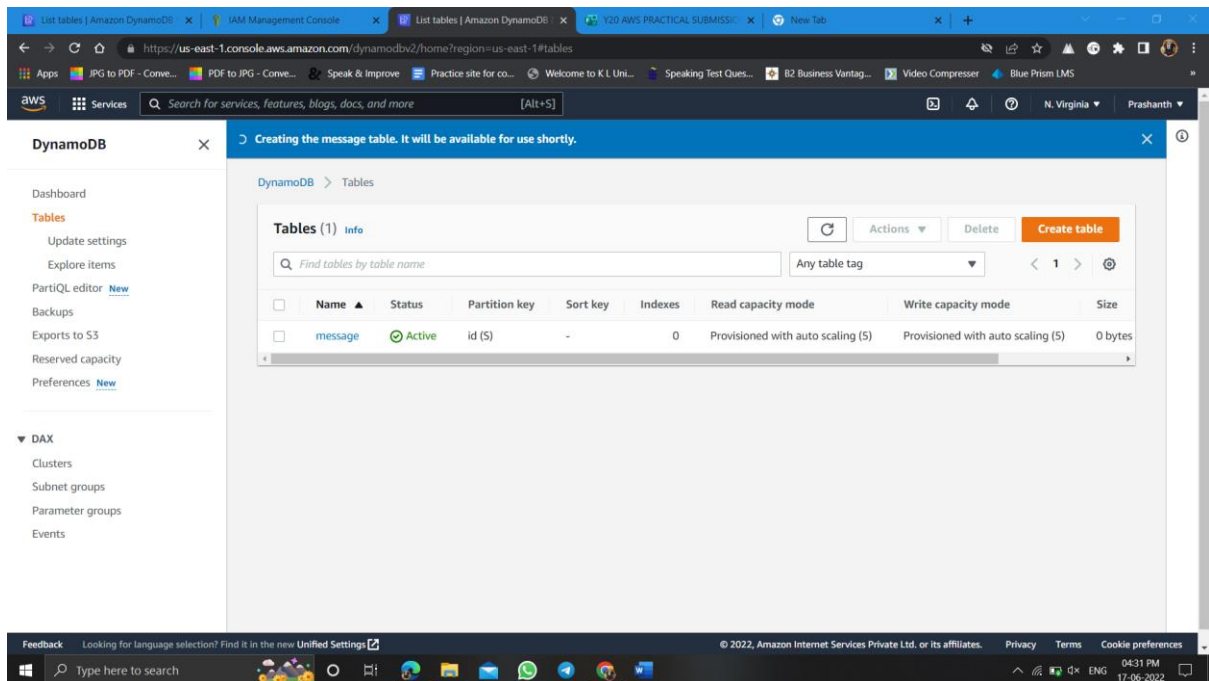 List tables | Amazon DynamoDB
IAM Management Console
List tables | Amazon DynamoDB
Y20 AWS PRACTICAL SUBMISSIO
New Tab
https://us-east-1.console.aws.amazon.com/dynamodbv2/home?region=us-east-1#tables
Apps JPG to PDF - Conve... PDF to JPG - Conve... Speak & Improve Practice site for co... Welcome to K L Uni... Speaking Test Ques... B2 Business Vantag... Video Compresser Blue Prism LMS »
aws Services Search for services, features, blogs, docs, and more [Alt+S] N. Virginia ▼ Prashanth ▼
DynamoDB
Dashboard
Tables
Update settings
Explore items
PartiQL editor New
Backups
Exports to S3
Reserved capacity
Preferences New
▼ DAX
Clusters
Subnet groups
Parameter groups
Events
Creating the message table. It will be available for use shortly.
DynamoDB > Tables
Tables (1) Info Actions ▼ Delete Create table
Find tables by table name Any table tag ▼ < 1 >
Name ▲ Status Partition key Sort key Indexes Read capacity mode Write capacity mode Size
message Active id (S) - 0 Provisioned with auto scaling (5) Provisioned with auto scaling (5) 0 bytes
Feedback Looking for language selection? Find it in the new Unified Settings © 2022, Amazon Internet Services Private Ltd. or its affiliates. Privacy Terms Cookie preferences
Type here to search ENG 04:31 PM
17-06-2022